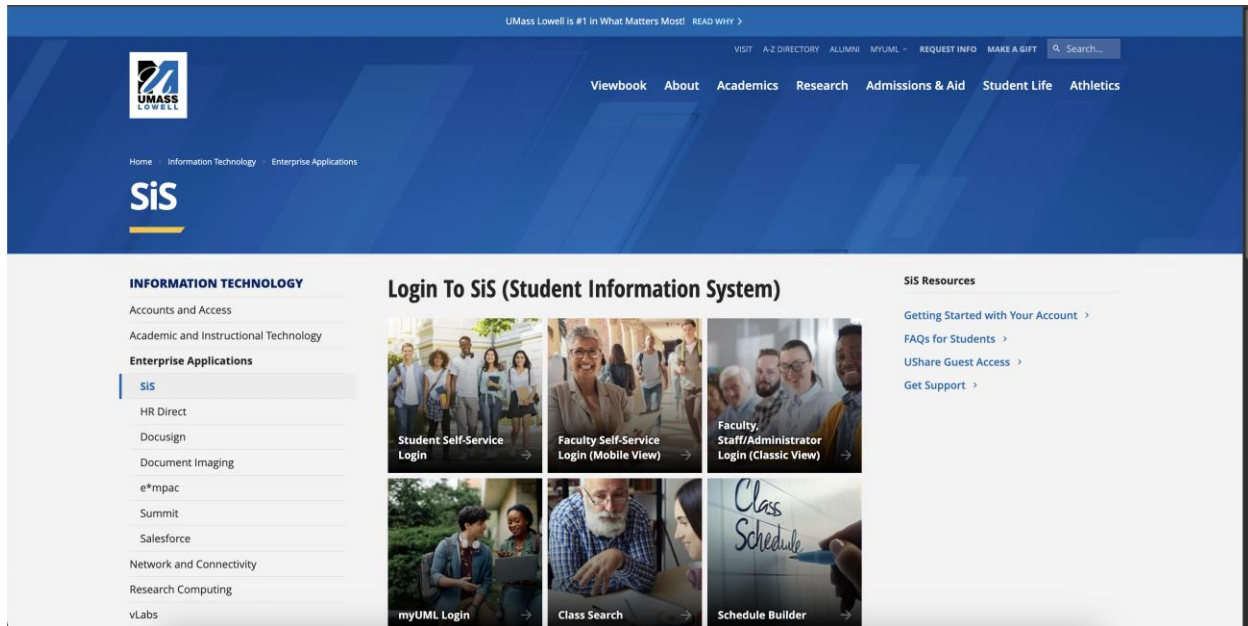 UMass Lowell is #1 in What Matters Most! READ WHY >
VISIT A-Z DIRECTORY ALUMNI MYUML REQUEST INFO MAKE A GIFT Search...
UMASS
LOWELL
Viewbook About Academics Research Admissions & Aid Student Life Athletics
Home Information Technology Enterprise Applications
SiS
INFORMATION TECHNOLOGY
Accounts and Access
Academic and Instructional Technology
Enterprise Applications
SiS
HR Direct
Docusign
Document Imaging
e*mpac
Summit
Salesforce
Network and Connectivity
Research Computing
vLabs
Login To SiS (Student Information System)
Student Self-Service
Login
Faculty Self-Service
Login (Mobile View)
Faculty,
Staff/Administrator
Login (Classic View)
myUML Login
Class Search
Class
Schedule
Schedule Builder
SiS Resources
Getting Started with Your Account >
FAQs for Students >
UShare Guest Access >
Get Support >